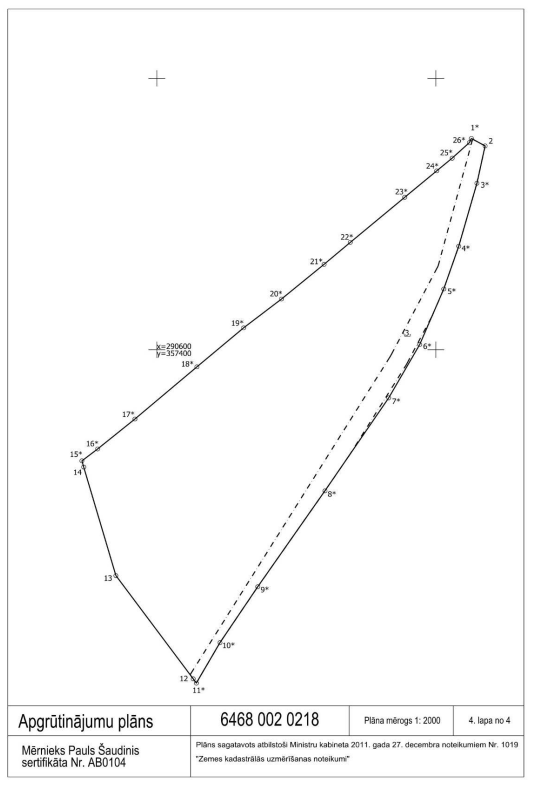 1*
26*
2
25*
24*
3*
23*
4*
22*
21*
5*
20*
19*
3
6*
x=290600
y=357400
18*
7*
17*
16*
15*
14
8*
13
9*
10*
12
11*
Apgrūtinājumu plāns
6468 002 0218
Plāna mērogs 1: 2000
4. lapa no 4
Mērnieks Pauls Šaudinis
sertifikāta Nr. AB0104
Plāns sagatavots atbilstoši Ministru kabineta 2011. gada 27. decembra noteikumiem Nr. 1019
"Zemes kadastrālās uzmērīšanas noteikumi"